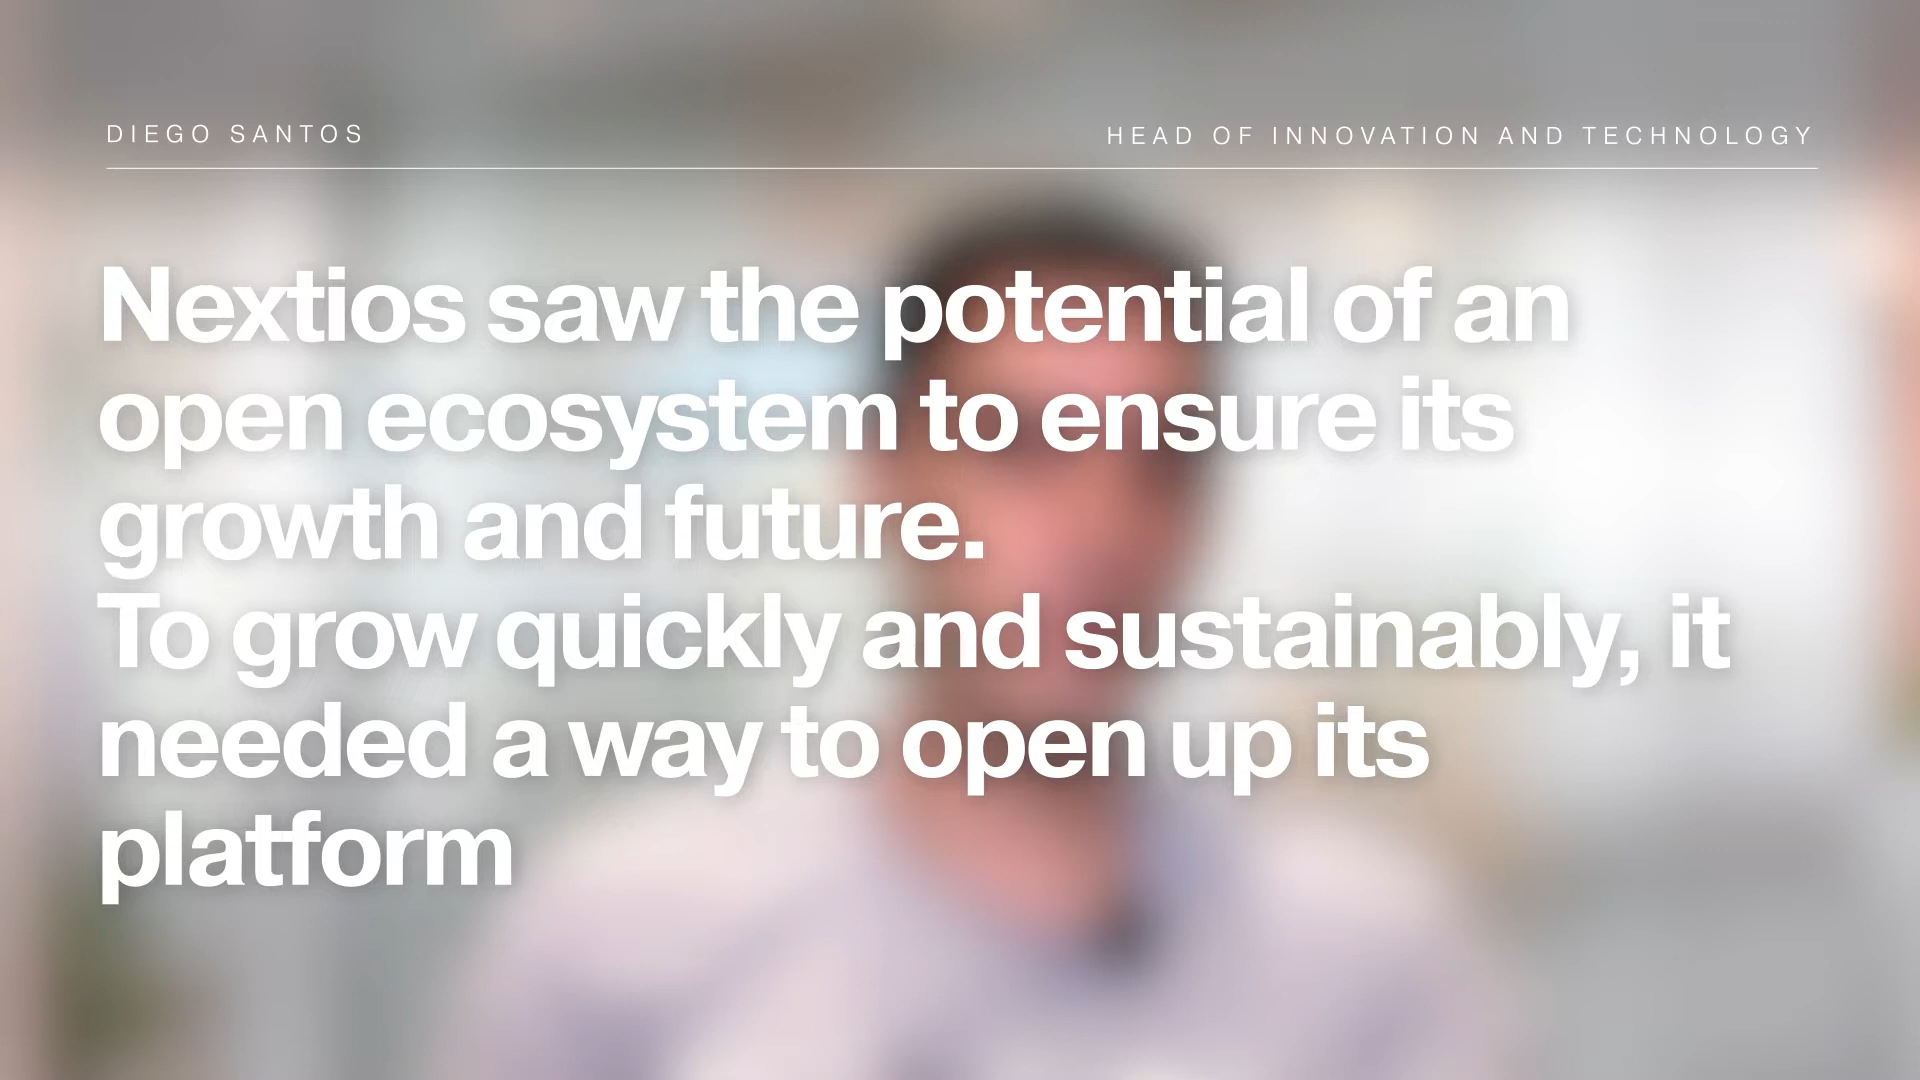 DIEGO SANTOS
HEAD OF INNOVATION AND TECHNOLOGY
Nextios saw the potential of an
open ecosystem to ensure its
growth and future.
To grow quickly and sustainably, it
needed a way to open up its
platform